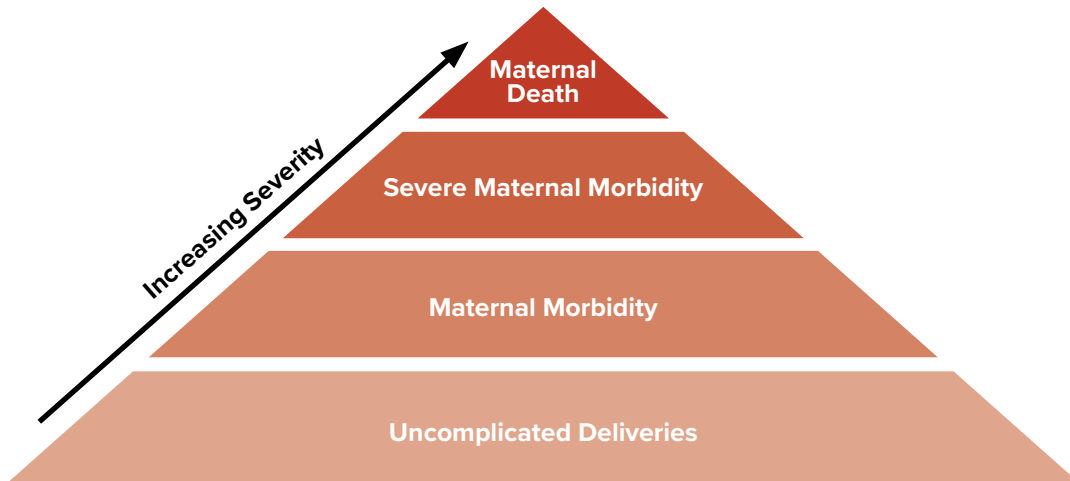 Maternal
Death
Increasing Severity
Severe Maternal Morbidity
Maternal Morbidity
Uncomplicated Deliveries